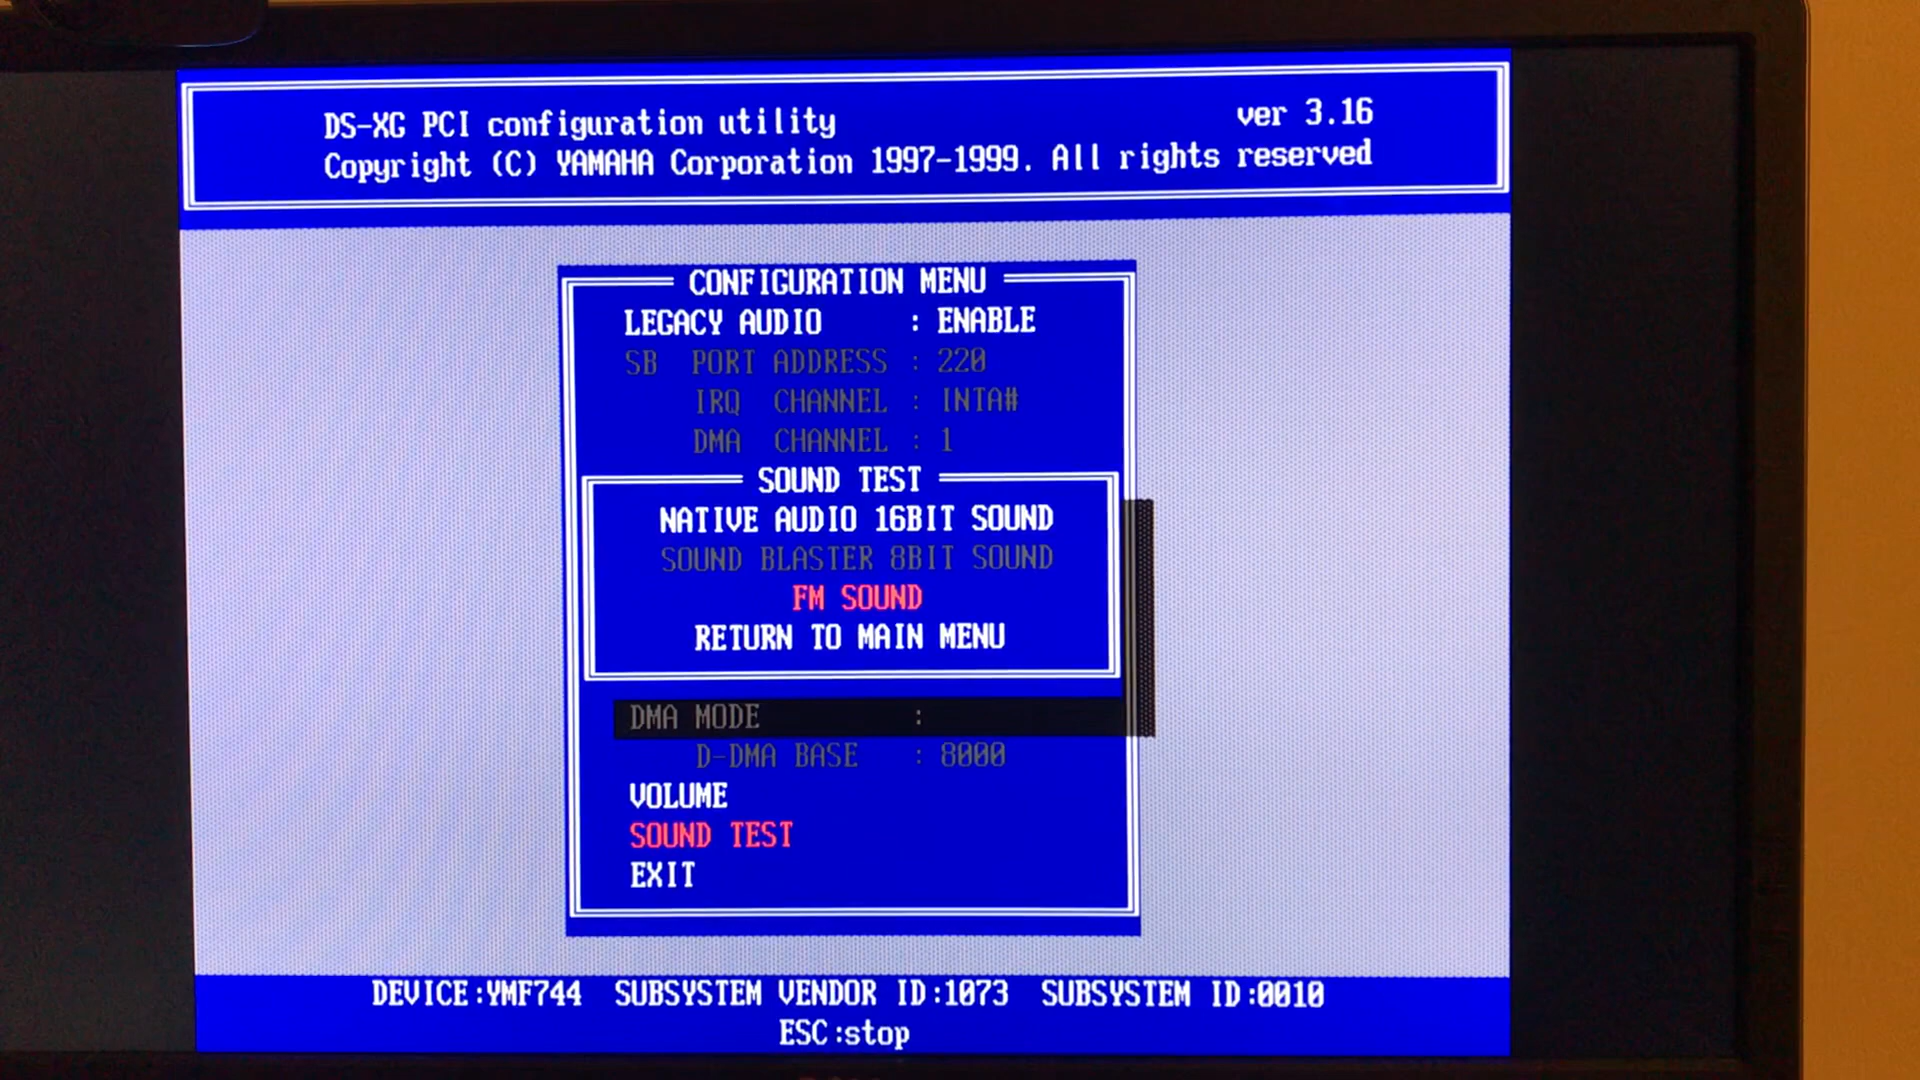 DS-XG PCI configuration utility ver 3.16
Copyright (C) YAMAHA Corporation 1997-1999. All rights reserved
CONFIGURATION MENU
LEGACY AUDIO : ENABLE
SB PORT ADDRESS : 220
IRQ CHANNEL : INTA#
DMA CHANNEL : 1
SOUND TEST
NATIVE AUDIO 16BIT SOUND
SOUND BLASTER 8BIT SOUND
FM SOUND
RETURN TO MAIN MENU
DMA MODE :
D-DMA BASE : 8000
VOLUME
SOUND TEST
EXIT
DEVICE:YMF744 SUBSYSTEM VENDOR ID:1073 SUBSYSTEM ID:0010
ESC:stop